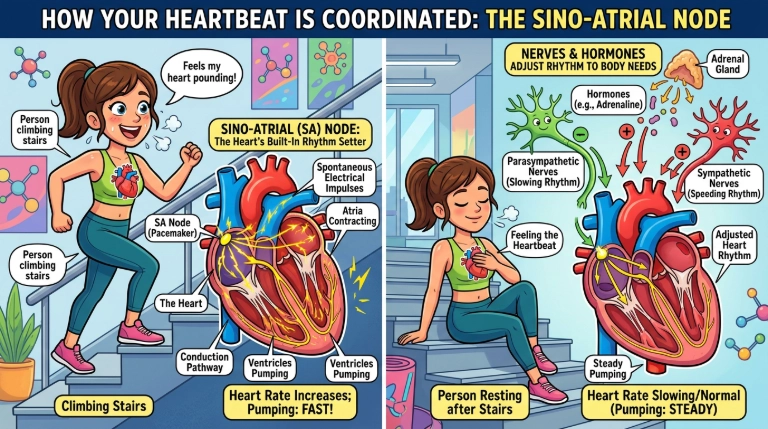 HOW YOUR HEARTBEAT IS COORDINATED: THE SINO-ATRIAL NODE
Feels my
heart pounding!
Person
climbing
stairs
SINO-ATRIAL (SA) NODE:
The Heart's Built-In Rhythm Setter
Spontaneous
Electrical
Impulses
SA Node
(Pacemaker)
Atria
Contracting
Person
climbing
stairs
The Heart
Conduction
Pathway
Ventricles
Pumping
Ventricles
Pumping
Climbing Stairs
Heart Rate Increases;
Pumping: FAST!
NERVES & HORMONES
ADJUST RHYTHM TO BODY NEEDS
Adrenal
Gland
Hormones
(e.g., Adrenaline)
Parasympathetic
Nerves
(Slowing Rhythm)
Sympathetic
Nerves
(Speeding Rhythm)
Feeling the
Heartbeat
Adjusted
Heart
Rhythm
Steady
Pumping
Person Resting
after Stairs
Heart Rate Slowing/Normal
(Pumping: STEADY)